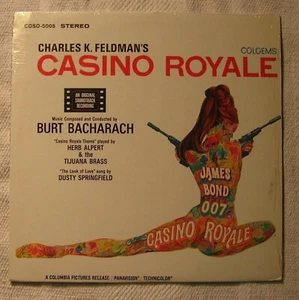 COSO-5005 STEREO
CHARLES K. FELDMAN'S
COLGEMS
CASINO ROYALE
AN ORIGINAL
SOUNDTRACK
RECORDING
Music Composed and Conducted by
BURT BACHARACH
"Casino Royale Theme" played by
HERB ALPERT
& the
TIJUANA BRASS
"The Look of Love" sung by
DUSTY SPRINGFIELD
JAMES
BOND
007
CASINO ROYALE
A COLUMBIA PICTURES RELEASE / PANAVISION® TECHNICOLOR®